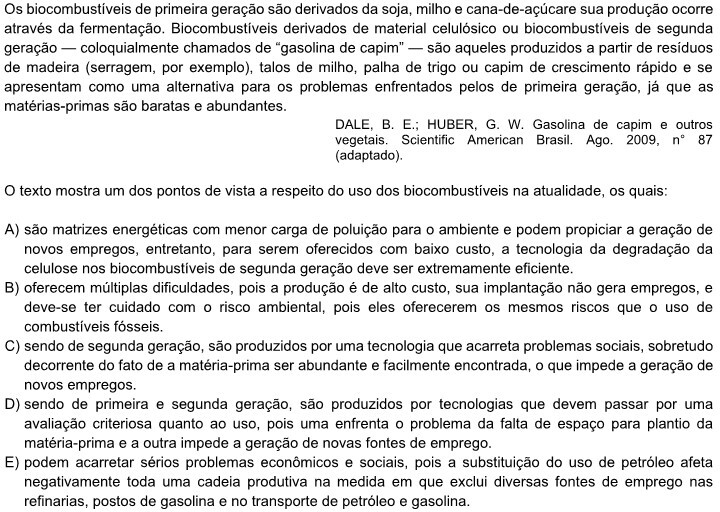 Os biocombustíveis de primeira geração são derivados da soja, milho e cana-de-açúcare sua produção ocorre
através da fermentação. Biocombustíveis derivados de material celulósico ou biocombustíveis de segunda
geração — coloquialmente chamados de “gasolina de capim” — são aqueles produzidos a partir de resíduos
de madeira (serragem, por exemplo), talos de milho, palha de trigo ou capim de crescimento rápido e se
apresentam como uma alternativa para os problemas enfrentados pelos de primeira geração, já que as
matérias-primas são baratas e abundantes.
DALE, B. E.; HUBER, G. W. Gasolina de capim e outros
vegetais. Scientific American Brasil. Ago. 2009, n° 87
(adaptado).
O texto mostra um dos pontos de vista a respeito do uso dos biocombustíveis na atualidade, os quais:
A) são matrizes energéticas com menor carga de poluição para o ambiente e podem propiciar a geração de
novos empregos, entretanto, para serem oferecidos com baixo custo, a tecnologia da degradação da
celulose nos biocombustíveis de segunda geração deve ser extremamente eficiente.
B) oferecem múltiplas dificuldades, pois a produção é de alto custo, sua implantação não gera empregos, e
deve-se ter cuidado com o risco ambiental, pois eles oferecerem os mesmos riscos que o uso de
combustíveis fósseis.
C) sendo de segunda geração, são produzidos por uma tecnologia que acarreta problemas sociais, sobretudo
decorrente do fato de a matéria-prima ser abundante e facilmente encontrada, o que impede a geração de
novos empregos.
D) sendo de primeira e segunda geração, são produzidos por tecnologias que devem passar por uma
avaliação criteriosa quanto ao uso, pois uma enfrenta o problema da falta de espaço para plantio da
matéria-prima e a outra impede a geração de novas fontes de emprego.
E) podem acarretar sérios problemas econômicos e sociais, pois a substituição do uso de petróleo afeta
negativamente toda uma cadeia produtiva na medida em que exclui diversas fontes de emprego nas
refinarias, postos de gasolina e no transporte de petróleo e gasolina.